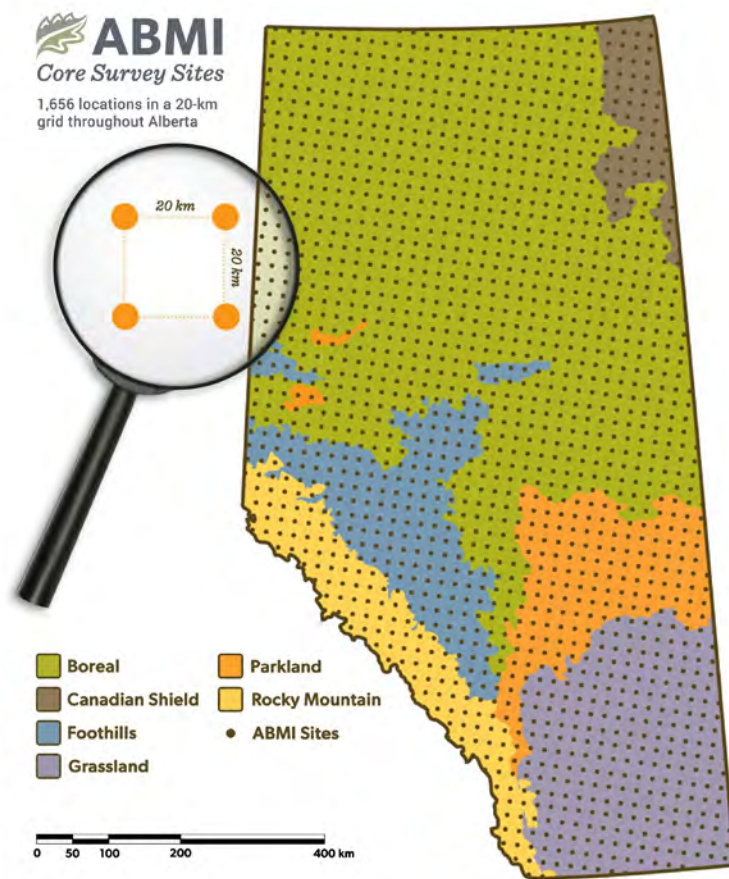 ABMI
Core Survey Sites
1,656 locations in a 20-km
grid throughout Alberta
20 km
20 km
Boreal
Canadian Shield
Foothills
Grassland
Parkland
Rocky Mountain
ABMI Sites
0 50 100 200 400 km